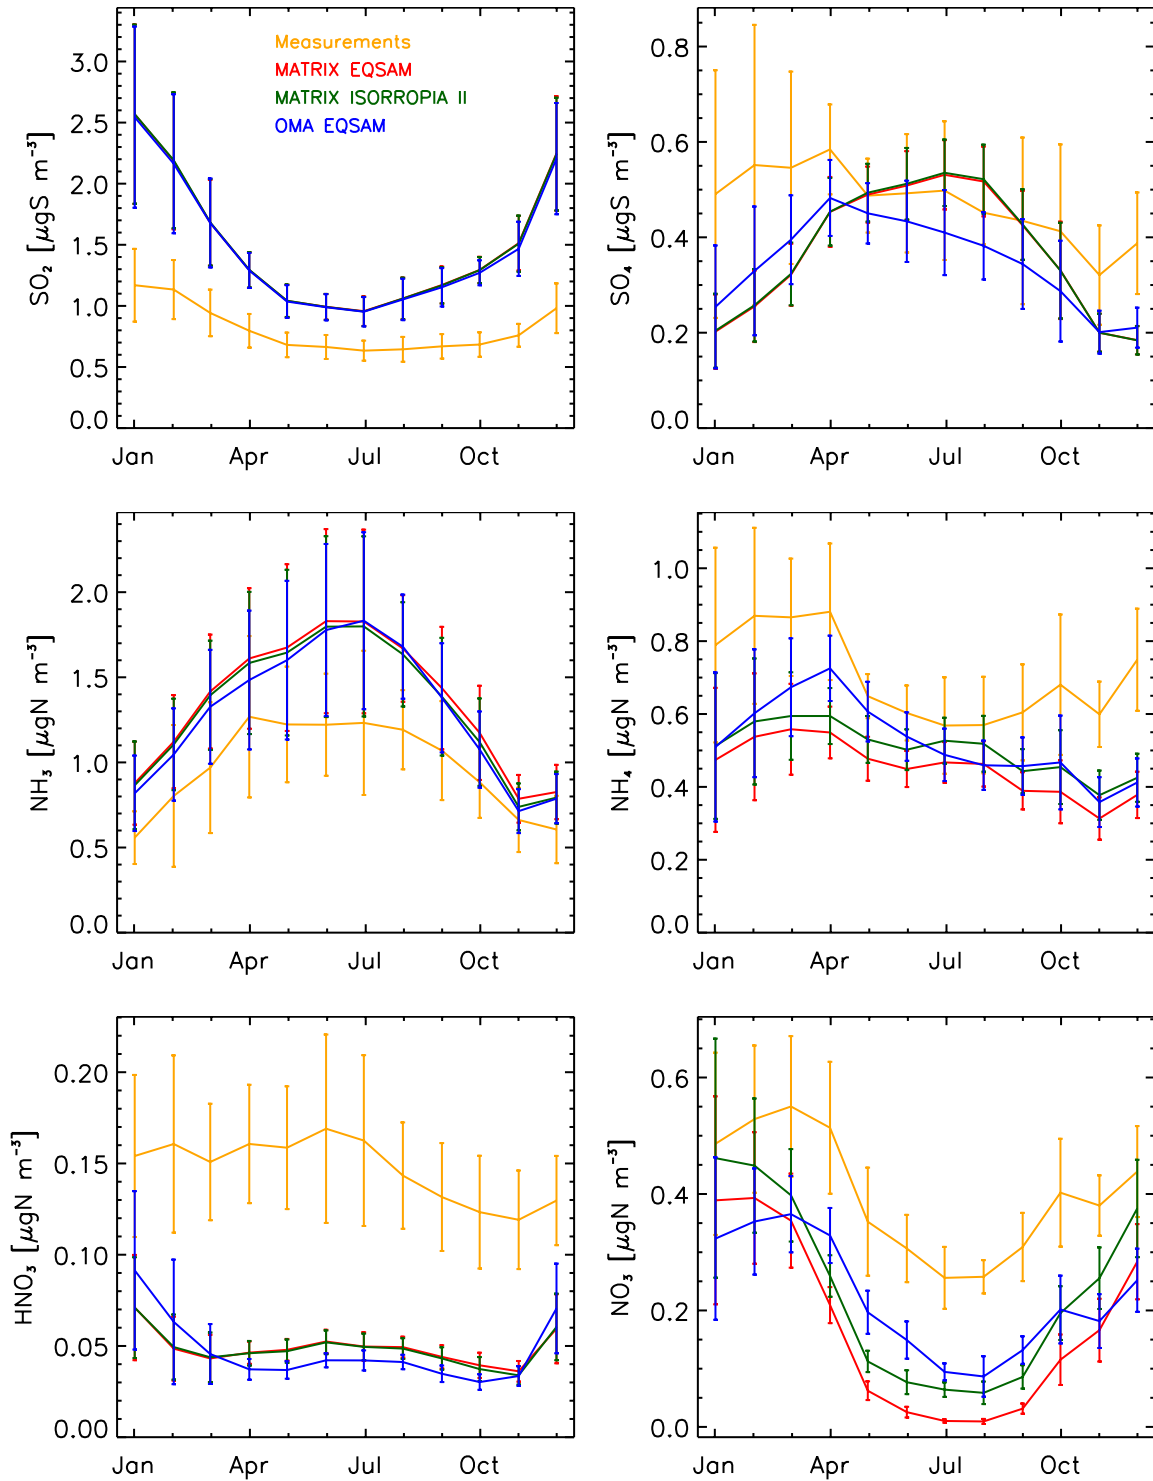 Measurements
MATRIX EQSAM
MATRIX ISORROPIA II
OMA EQSAM
SO₂ [μgS m⁻³]
3.0
2.5
2.0
1.5
1.0
0.5
0.0
Jan Apr Jul Oct
SO₄ [μgS m⁻³]
0.8
0.6
0.4
0.2
0.0
Jan Apr Jul Oct
NH₃ [μgN m⁻³]
2.0
1.5
1.0
0.5
0.0
Jan Apr Jul Oct
NH₄ [μgN m⁻³]
1.0
0.8
0.6
0.4
0.2
0.0
Jan Apr Jul Oct
HNO₃ [μgN m⁻³]
0.20
0.15
0.10
0.05
0.00
Jan Apr Jul Oct
NO₃ [μgN m⁻³]
0.6
0.4
0.2
0.0
Jan Apr Jul Oct